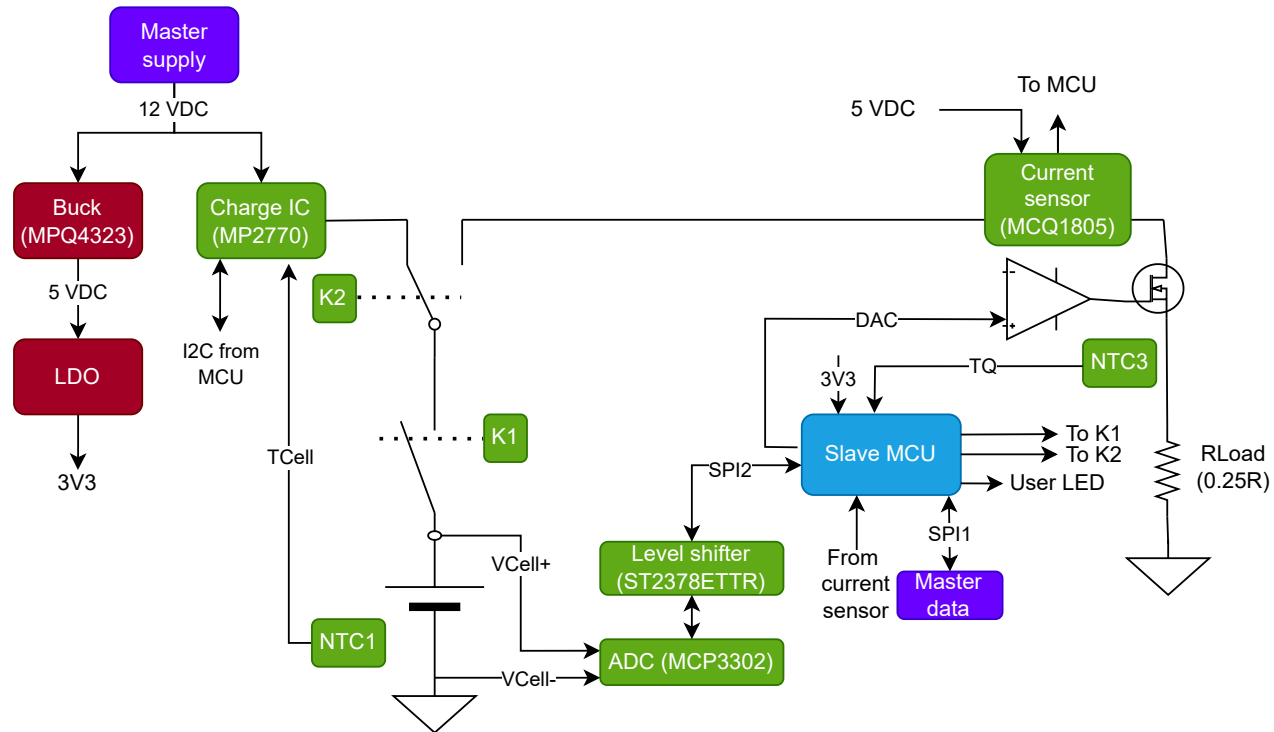 Master
supply
12 VDC
Buck
(MPQ4323)
5 VDC
LDO
3V3
Charge IC
(MP2770)
I2C from
MCU
TCell
NTC1
K2
K1
VCell+
VCell-
Level shifter
(ST2378ETTR)
ADC (MCP3302)
SPI2
5 VDC
To MCU
Current
sensor
(MCQ1805)
DAC
3V3
TQ
NTC3
Slave MCU
To K1
To K2
User LED
From
current
sensor
SPI1
Master
data
RLoad
(0.25R)